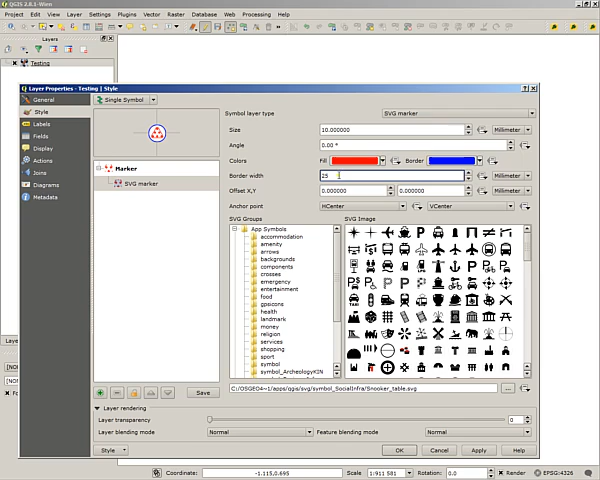 QGIS 2.8.1-Wien
Project Edit View Layer Settings Plugins Vector Raster Database Web Processing Help
Layers
Testing
Layer Properties - Testing | Style
General
Style
Labels
Fields
Display
Actions
Joins
Diagrams
Metadata
Single Symbol
Marker
SVG marker
Save
Symbol layer type SVG marker
Size 10.000000 Millimeter
Angle 0.00 °
Colors Fill Border
Border width 25 Millimeter
Offset X,Y 0.000000 0.000000 Millimeter
Anchor point HCenter VCenter
SVG Groups SVG Image
App Symbols
accommodation
amenity
arrows
backgrounds
components
crosses
emergency
entertainment
food
gpsicons
health
landmark
money
religion
services
shopping
sport
symbol
symbol_ArcheologyKIN
C:/OSGEO4~1/apps/qgis/svg/symbol_SocialInfra/Snooker_table.svg ...
Layer rendering
Layer transparency 0
Layer blending mode Normal Feature blending mode Normal
Style OK Cancel Apply Help
Coordinate: -1.115,0.695 Scale 1:911 581 Rotation: 0.0 Render EPSG:4326